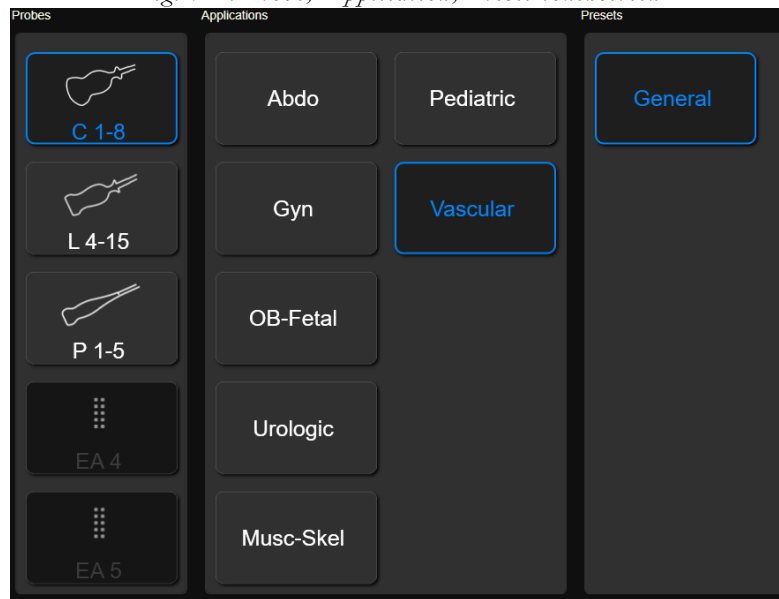 Probes Applications Presets
C 1-8
L 4-15
P 1-5
EA 4
EA 5
Abdo Pediatric
Gyn Vascular
OB-Fetal
Urologic
Musc-Skel
General